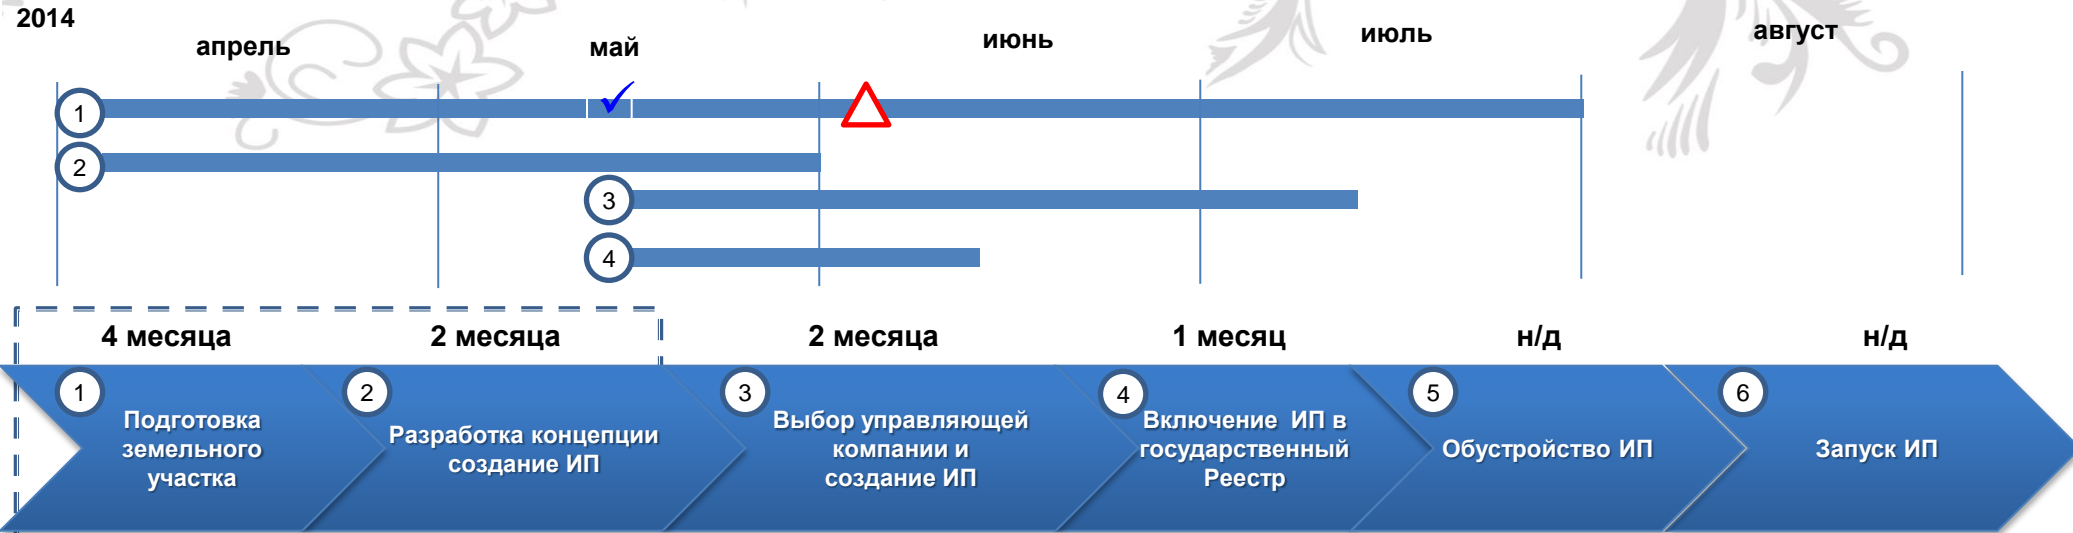 2014
апрель
май
июнь
июль
август
1
2
3
4
4 месяца
2 месяца
2 месяца
1 месяц
н/д
н/д
1
Подготовка
земельного
участка
2
Разработка концепции
создание ИП
3
Выбор управляющей
компании и
создание ИП
4
Включение ИП в
государственный
Реестр
5
Обустройство ИП
6
Запуск ИП